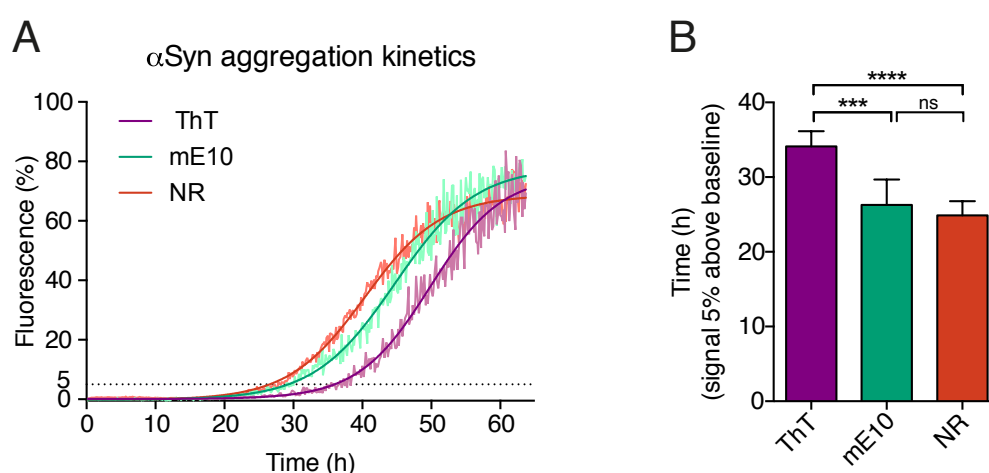 A
αSyn aggregation kinetics
Fluorescence (%)
100
80
60
40
20
5
0
ThT
mE10
NR
0 10 20 30 40 50 60
Time (h)
B
Time (h)
(signal 5% above baseline)
40
30
20
10
0
****
*** ns
ThT mE10 NR